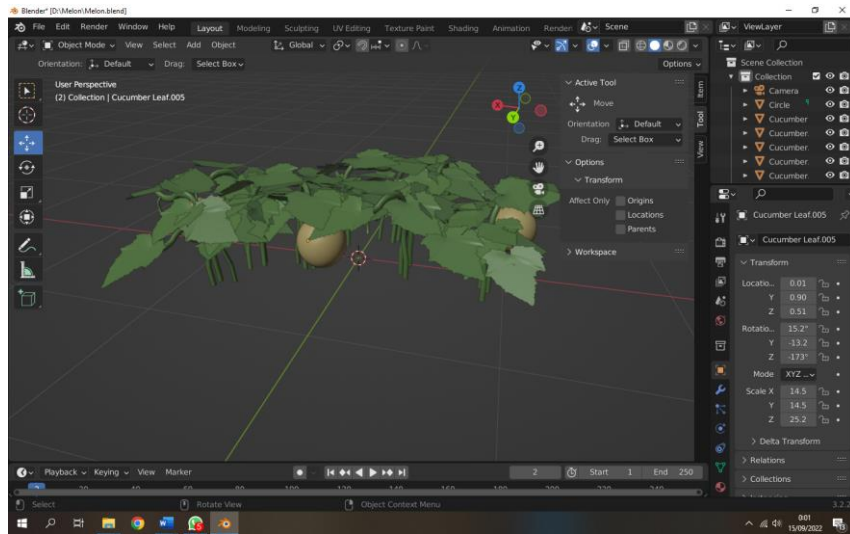 Blender* [D:\Melon\Melon.blend]
File Edit Render Window Help Layout Modeling Sculpting UV Editing Texture Paint Shading Animation Render Scene ViewLayer
Object Mode View Select Add Object Global
Orientation: Default Drag: Select Box Options
User Perspective
(2) Collection | Cucumber Leaf.005
X
Y
Z
Active Tool
Move
Orientation Default
Drag: Select Box
Options
Transform
Affect Only Origins
Locations
Parents
Workspace
Item
Tool
View
Scene Collection
Collection
Camera
Circle
Cucumber
Cucumber.
Cucumber.
Cucumber.
Cucumber.
Cucumber Leaf.005
Cucumber Leaf.005
Transform
Locatio... 0.01
Y 0.90
Z 0.51
Rotatio... 15.2°
Y -13.2
Z -173°
Mode XYZ ...
Scale X 14.5
Y 14.5
Z 25.2
Delta Transform
Relations
Collections
Playback Keying View Marker 2 Start 1 End 250
2
Select Rotate View Object Context Menu 3.2.2
0:01
15/09/2022